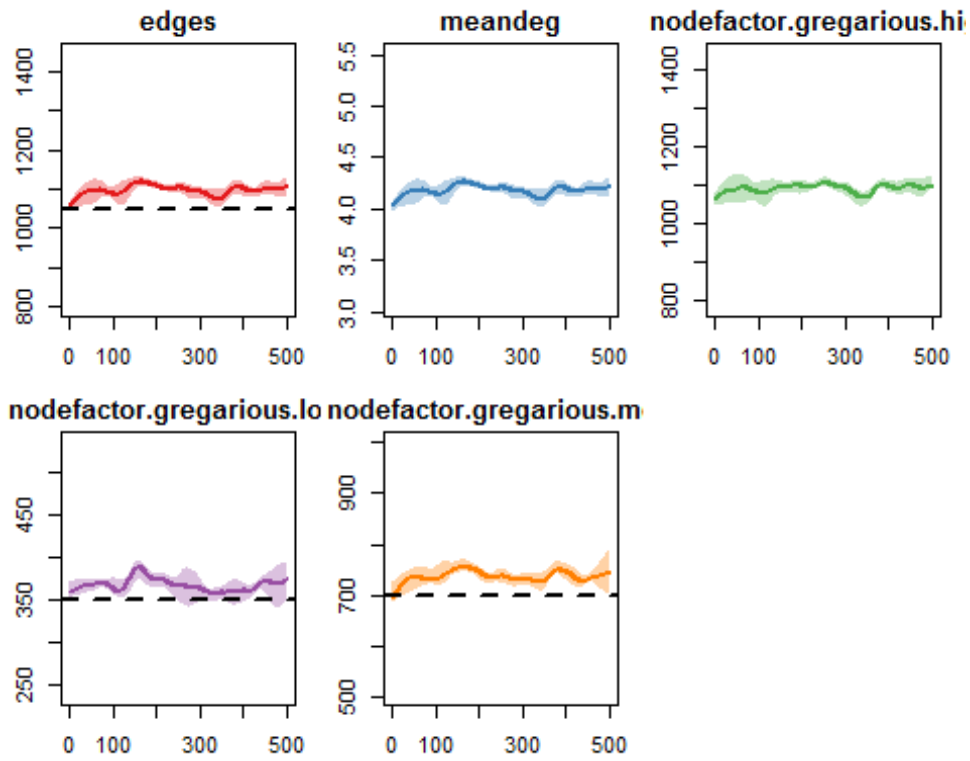 edges meandeg nodefactor.gregarious.hi
1400 5.5 1400
1200 5.0 1200
4.5
1000 4.0 1000
3.5
800 3.0 800
0 100 300 500 0 100 300 500 0 100 300 500
nodefactor.gregarious.lo nodefactor.gregarious.m
450 900
350 700
250 500
0 100 300 500 0 100 300 500